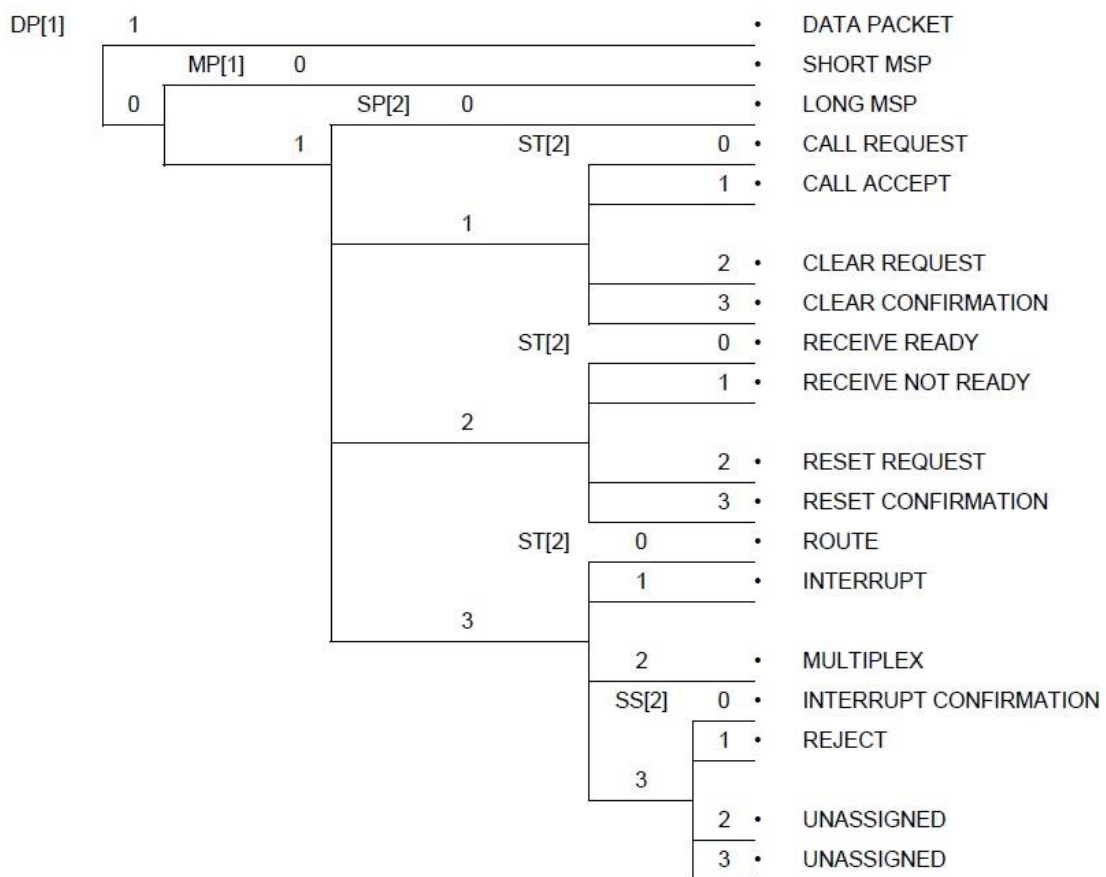 DP[1] 1 • DATA PACKET
MP[1] 0 • SHORT MSP
0 SP[2] 0 • LONG MSP
1 ST[2] 0 • CALL REQUEST
1 • CALL ACCEPT
1
2 • CLEAR REQUEST
3 • CLEAR CONFIRMATION
ST[2] 0 • RECEIVE READY
1 • RECEIVE NOT READY
2
2 • RESET REQUEST
3 • RESET CONFIRMATION
ST[2] 0 • ROUTE
1 • INTERRUPT
3
2 • MULTIPLEX
SS[2] 0 • INTERRUPT CONFIRMATION
1 • REJECT
3
2 • UNASSIGNED
3 • UNASSIGNED